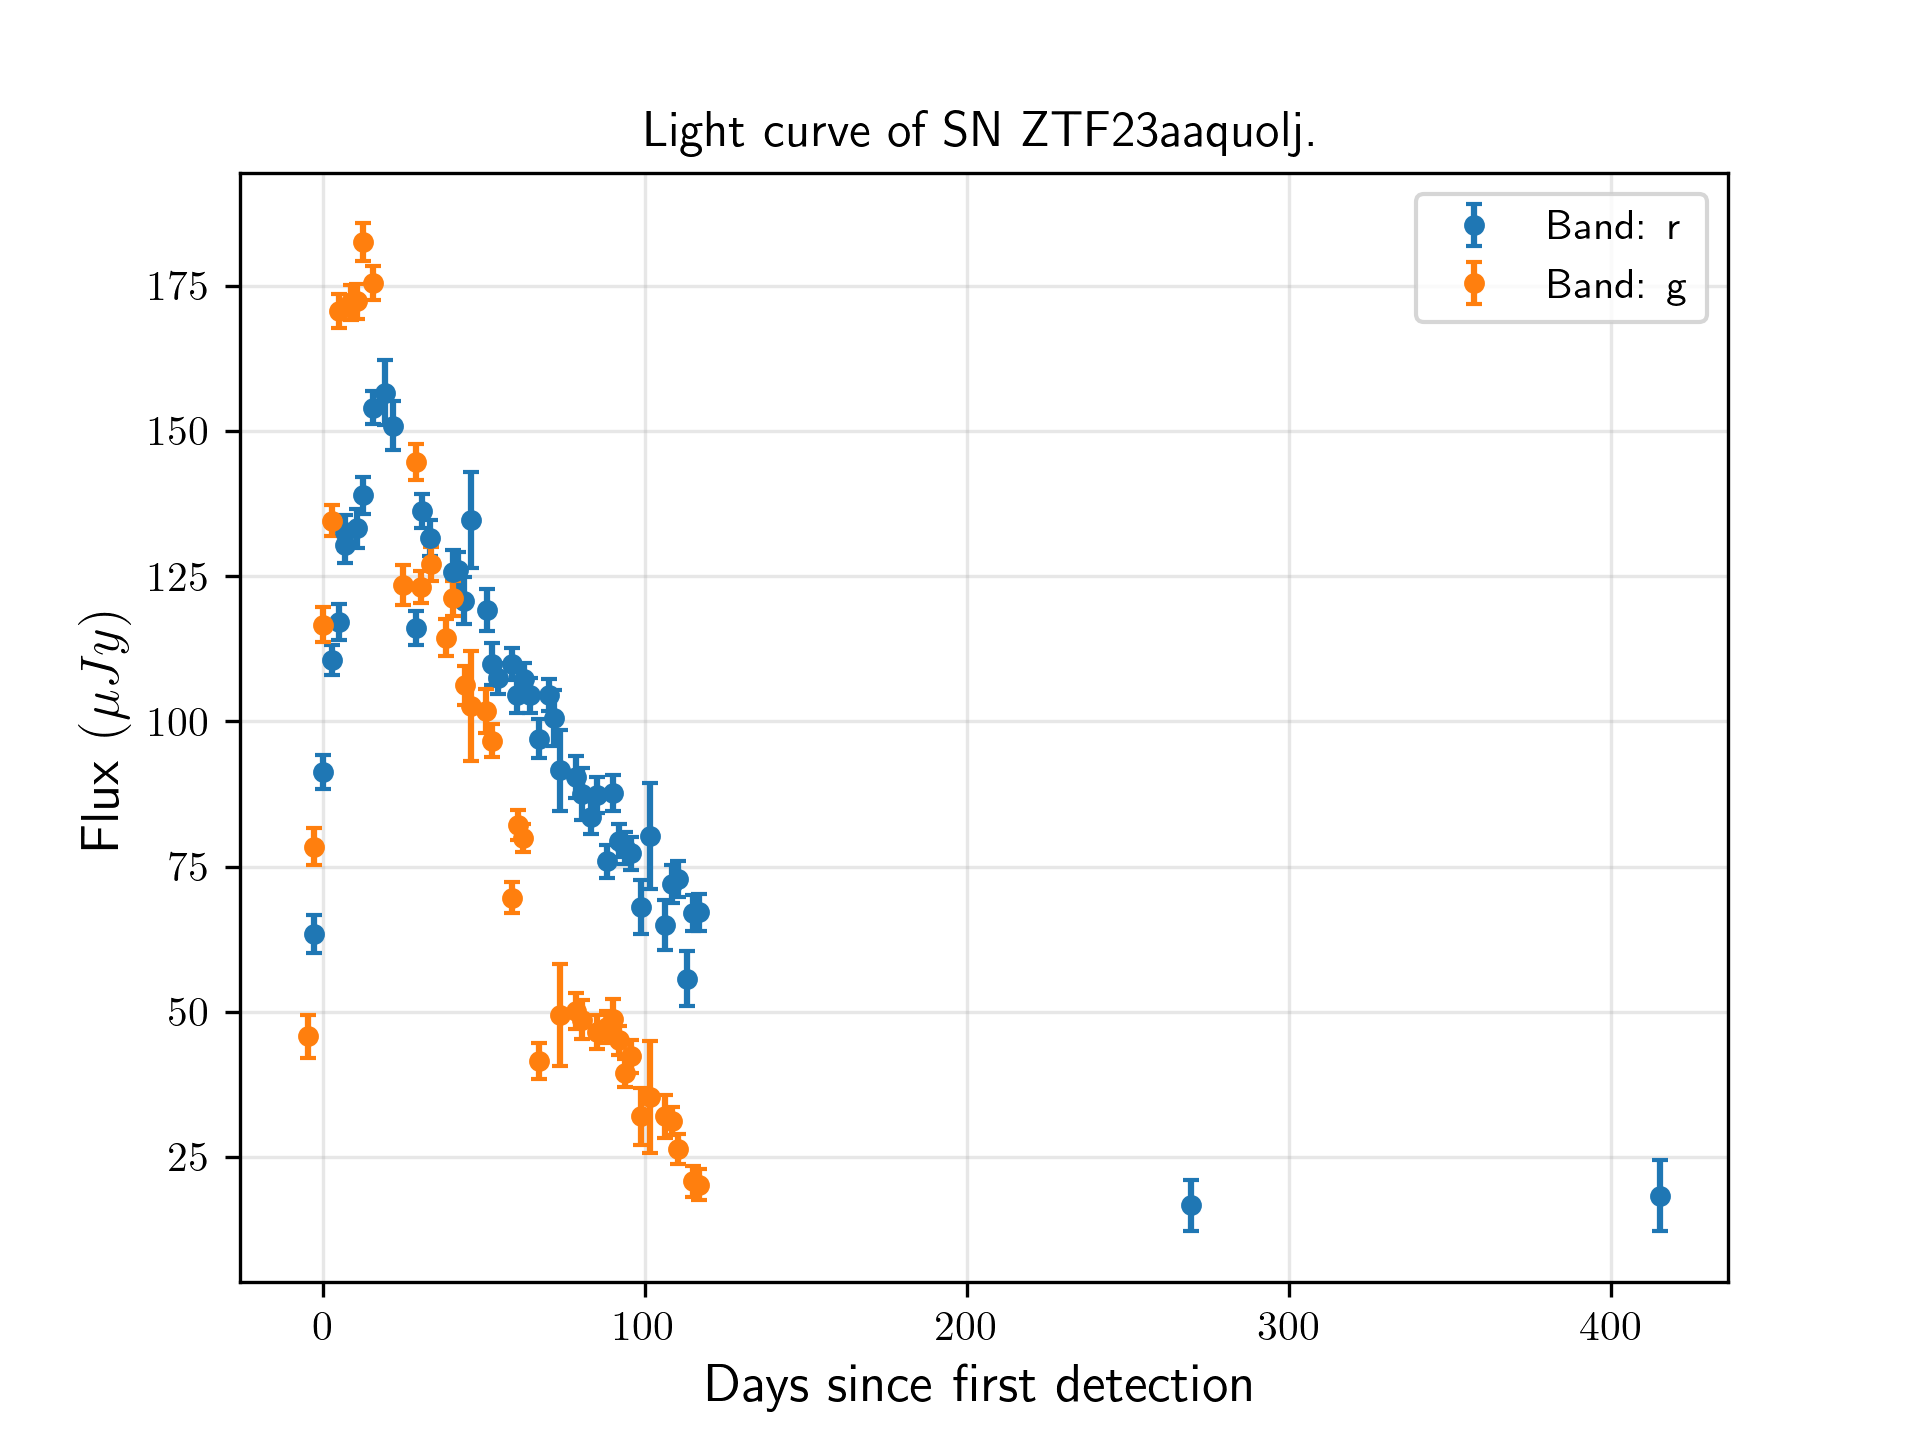 Light curve of SN ZTF23aaquolj.
Band: r
Band: g
Flux (μJy)
175
150
125
100
75
50
25
0 100 200 300 400
Days since first detection